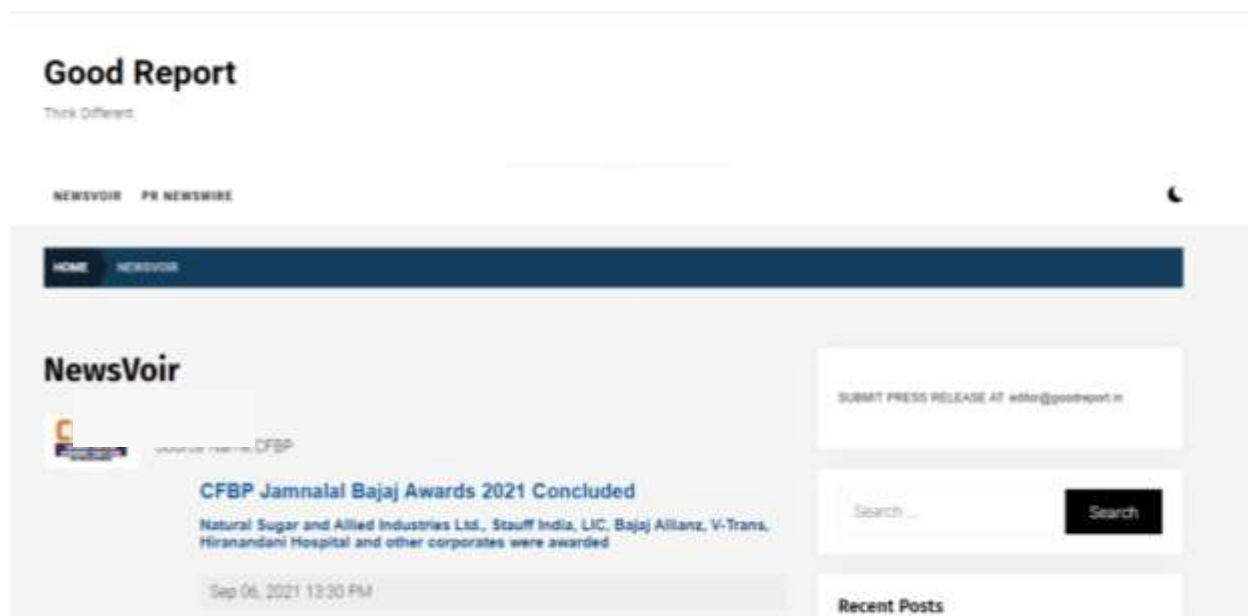 Good Report
Think Different
NEWSVOIR PR NEWSWIRE
HOME NEWSVOIR
NewsVoir
Source Name:CFBP
CFBP Jamnalal Bajaj Awards 2021 Concluded
Natural Sugar and Allied Industries Ltd., Stauff India, LIC, Bajaj Allianz, V-Trans,
Hiranandani Hospital and other corporates were awarded
Sep 06, 2021 13:30 PM
SUBMIT PRESS RELEASE AT: editor@goodreport.in
Search ...
Search
Recent Posts